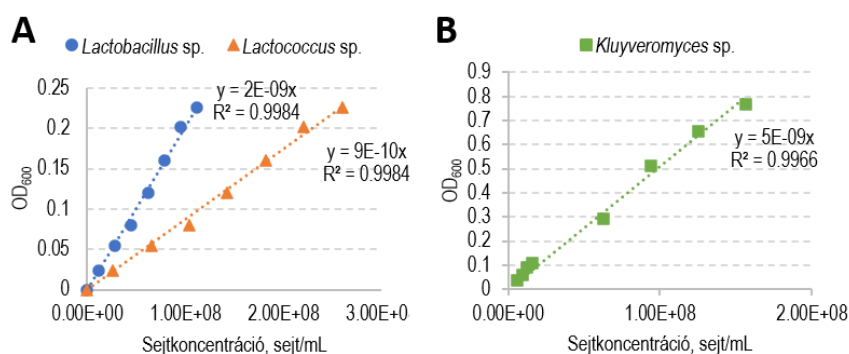 A
Lactobacillus sp.
Lactococcus sp.
0.25
0.2
0.15
0.1
0.05
0
OD600
y = 2E-09x
R² = 0.9984
y = 9E-10x
R² = 0.9984
0.00E+00
1.00E+08
2.00E+08
3.00E+0
Sejtkoncentráció, sejt/mL
B
Kluyveromyces sp.
0.9
0.8
0.7
0.6
0.5
0.4
0.3
0.2
0.1
0
OD600
y = 5E-09x
R² = 0.9966
0.00E+00
1.00E+08
2.00E+08
Sejtkoncentráció, sejt/mL